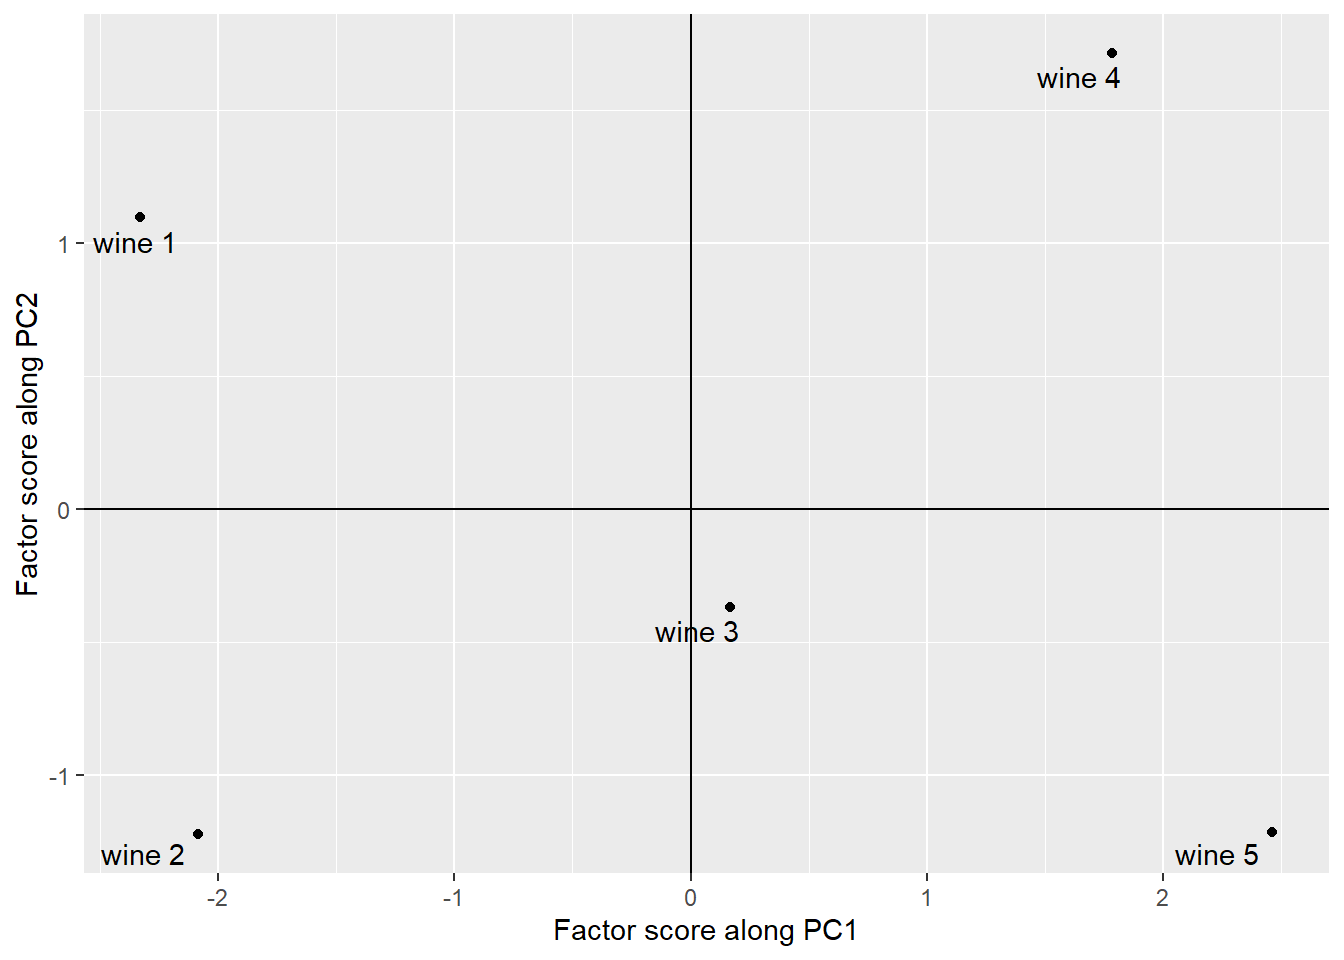 wine 4
wine 1
wine 3
wine 2
wine 5
1
0
-1
-2
-1
0
1
2
Factor score along PC1
Factor score along PC2